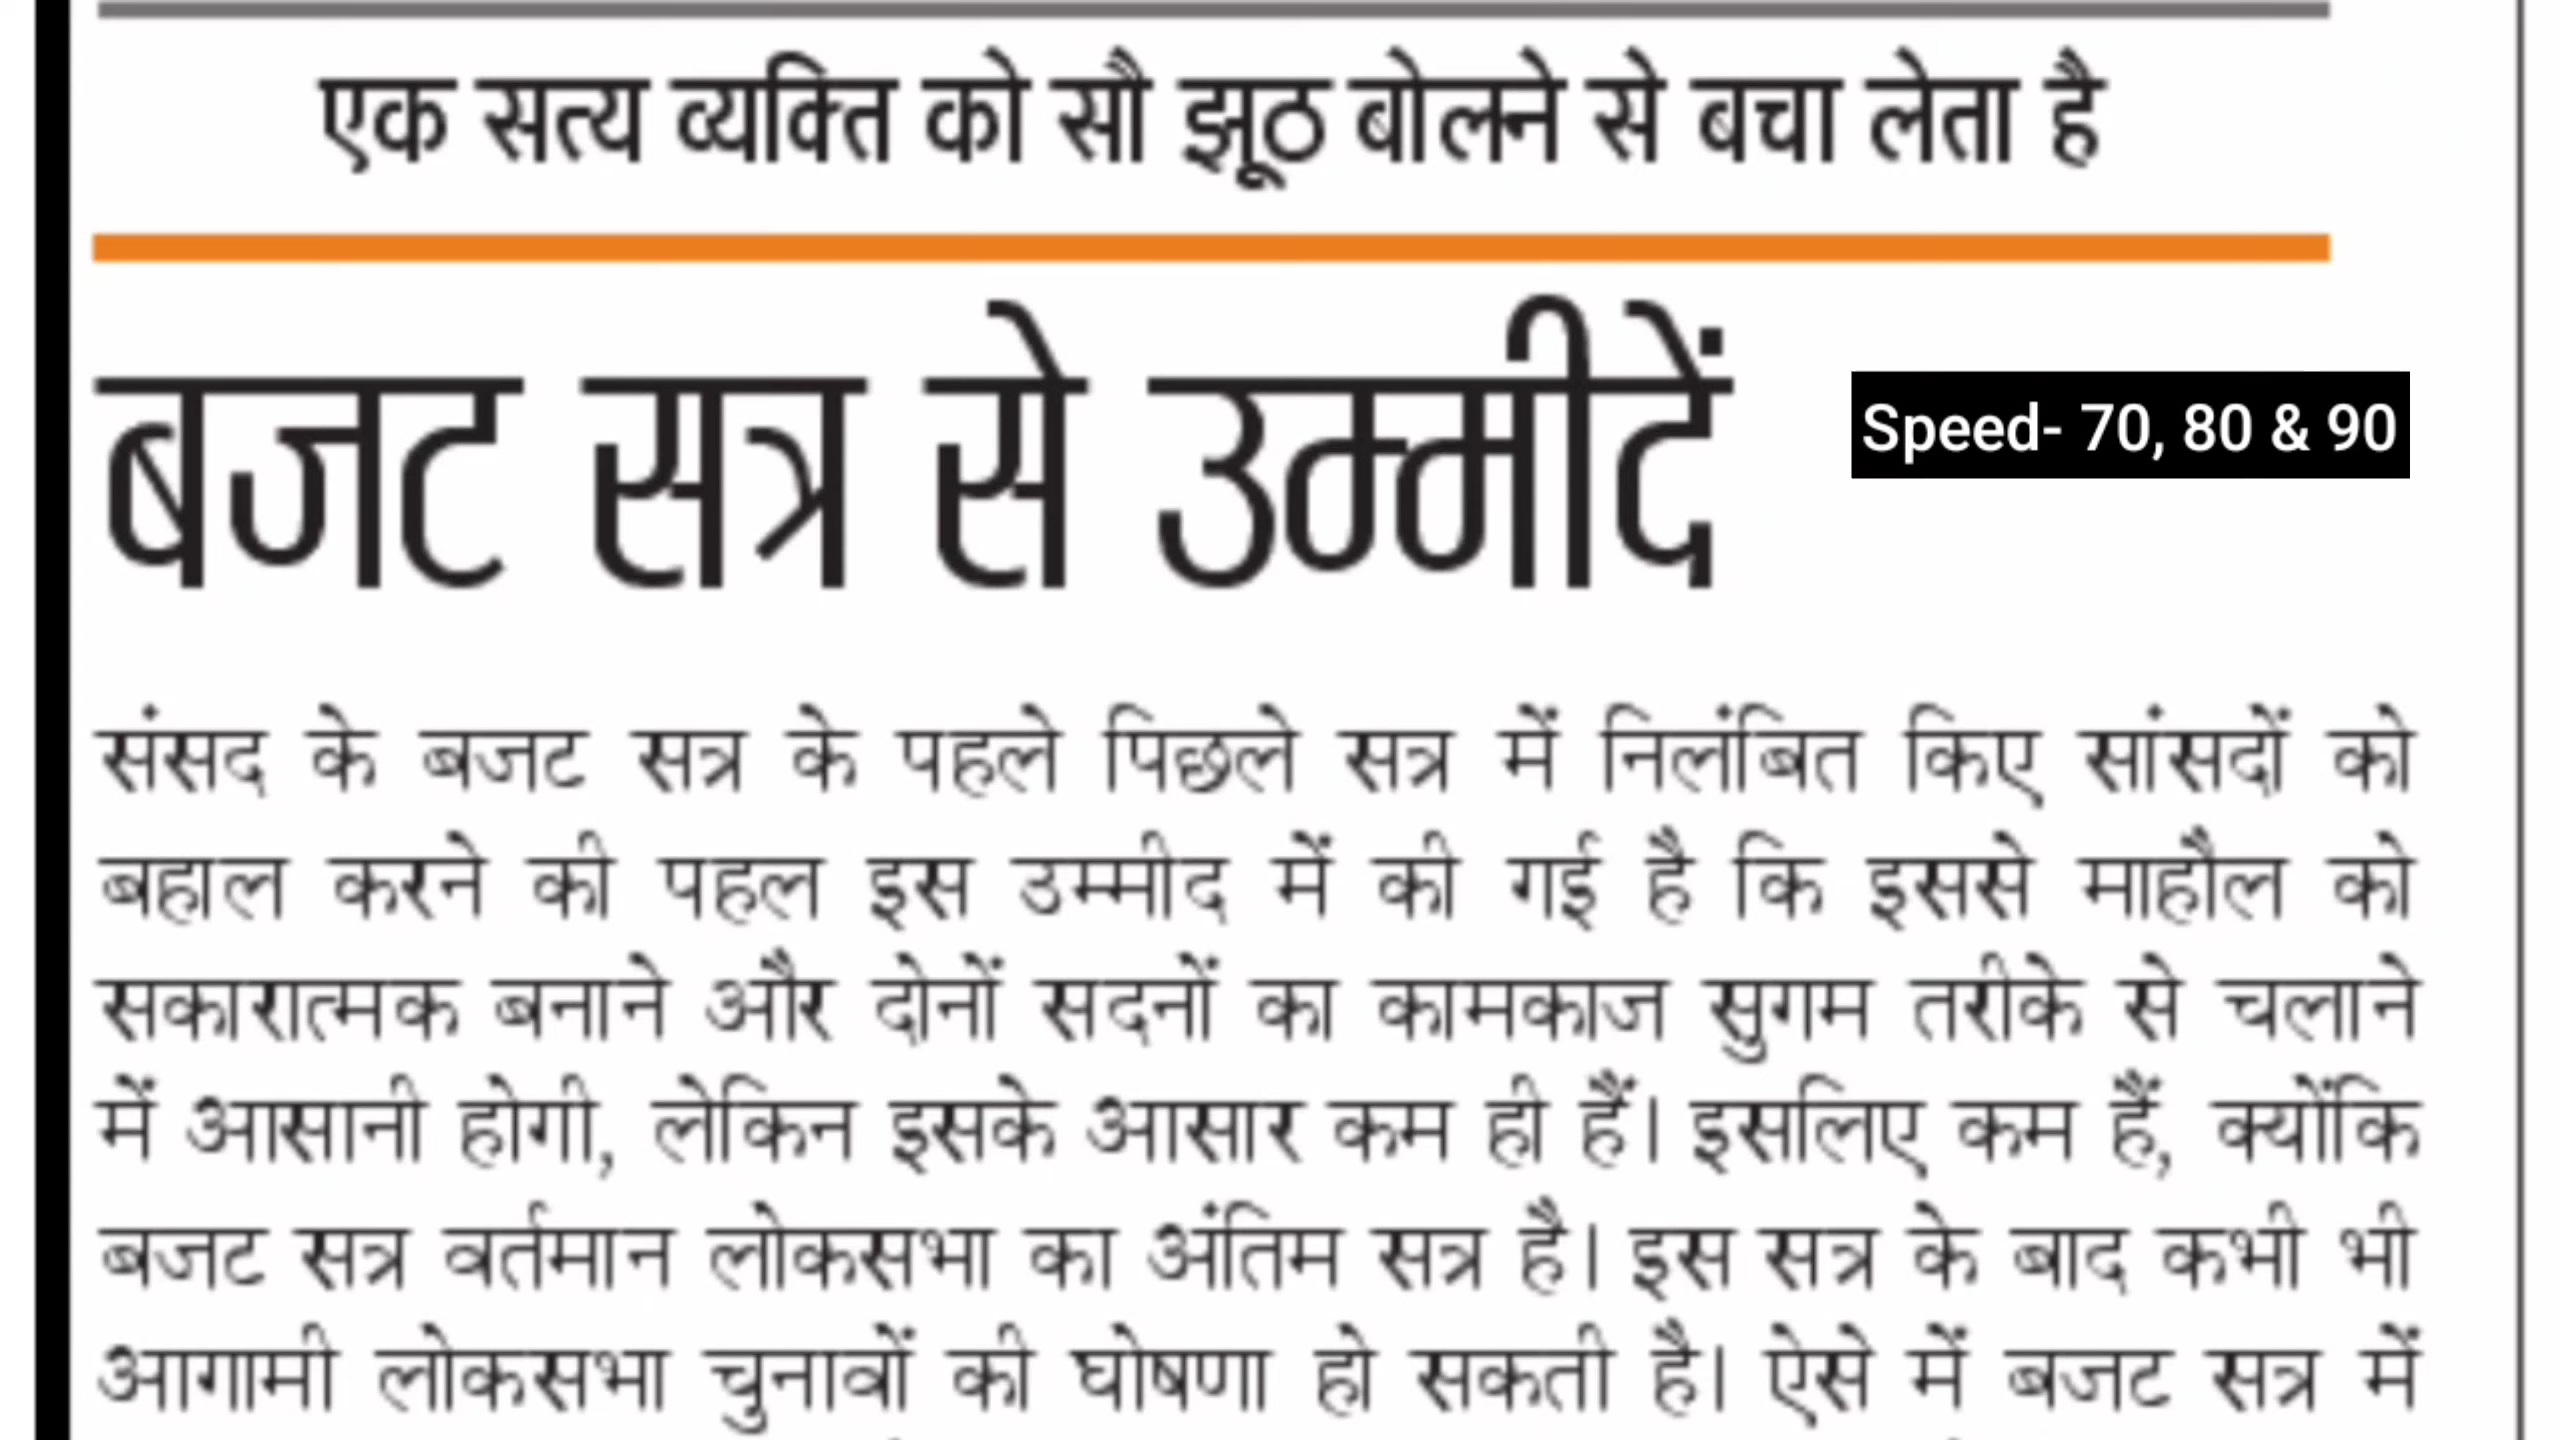 एक सत्य व्यक्ति को सौ झूठ बोलने से बचा लेता है
बजट सत्र से उम्मीदें
Speed- 70, 80 & 90
संसद के बजट सत्र के पहले पिछले सत्र में निलंबित किए सांसदों को
बहाल करने की पहल इस उम्मीद में की गई है कि इससे माहौल को
सकारात्मक बनाने और दोनों सदनों का कामकाज सुगम तरीके से चलाने
में आसानी होगी, लेकिन इसके आसार कम ही हैं। इसलिए कम हैं, क्योंकि
बजट सत्र वर्तमान लोकसभा का अंतिम सत्र है। इस सत्र के बाद कभी भी
आगामी लोकसभा चुनावों की घोषणा हो सकती है। ऐसे में बजट सत्र में